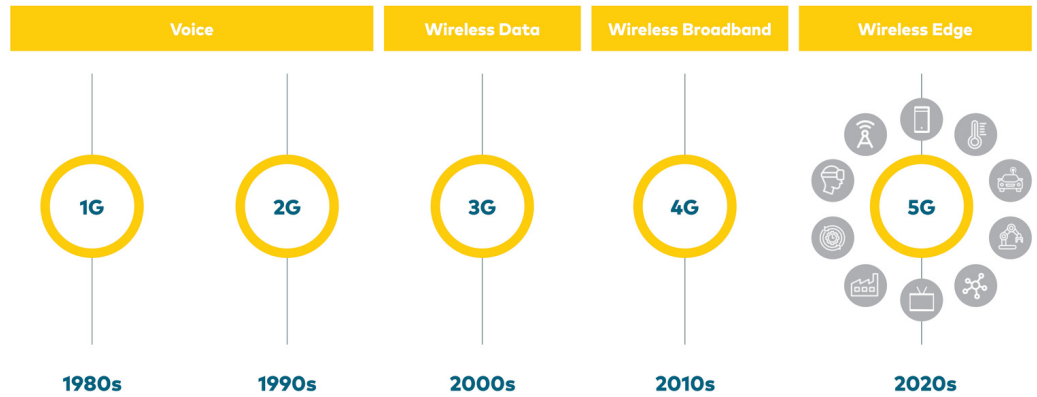 Voice
Wireless Data
Wireless Broadband
Wireless Edge
1G
2G
3G
4G
5G
1980s
1990s
2000s
2010s
2020s